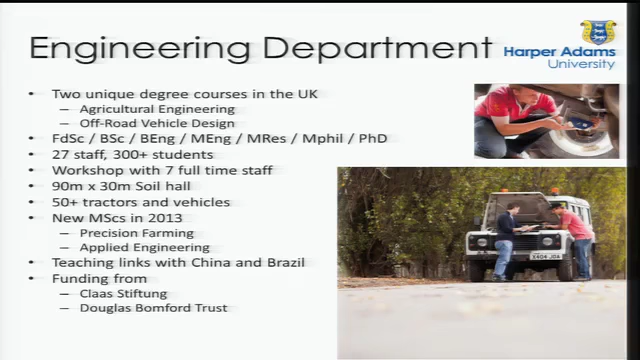 Engineering Department
Harper Adams
University
• Two unique degree courses in the UK
– Agricultural Engineering
– Off-Road Vehicle Design
• FdSc / BSc / BEng / MEng / MRes / Mphil / PhD
• 27 staff, 300+ students
• Workshop with 7 full time staff
• 90m x 30m Soil hall
• 50+ tractors and vehicles
• New MScs in 2013
– Precision Farming
– Applied Engineering
• Teaching links with China and Brazil
• Funding from
– Claas Stiftung
– Douglas Bomford Trust
X404 JDA